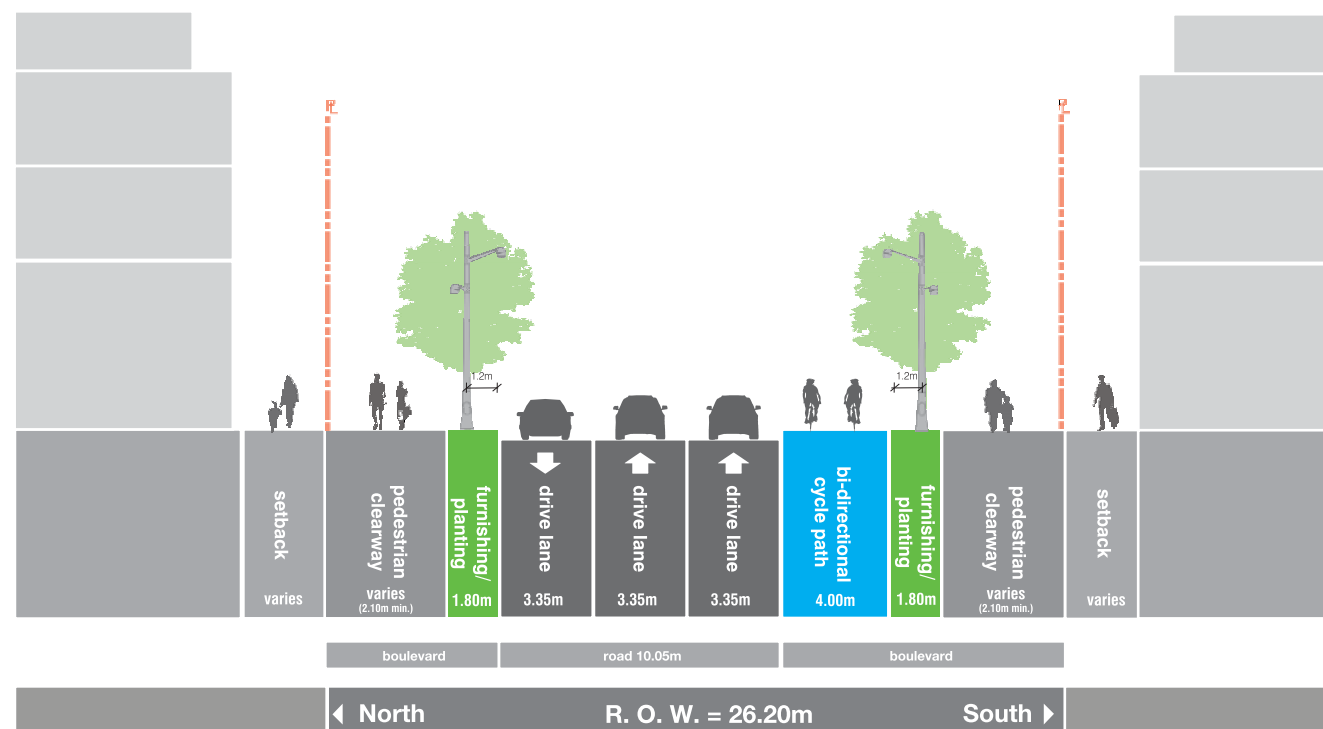 PL
PL
1.2m
1.2m
setback
varies
pedestrian
clearway
varies
(2.10m min.)
furnishing/
planting
1.80m
drive lane
3.35m
drive lane
3.35m
drive lane
3.35m
bi-directional
cycle path
4.00m
furnishing/
planting
1.80m
pedestrian
clearway
varies
(2.10m min.)
setback
varies
boulevard
road 10.05m
boulevard
North
R. O. W. = 26.20m
South